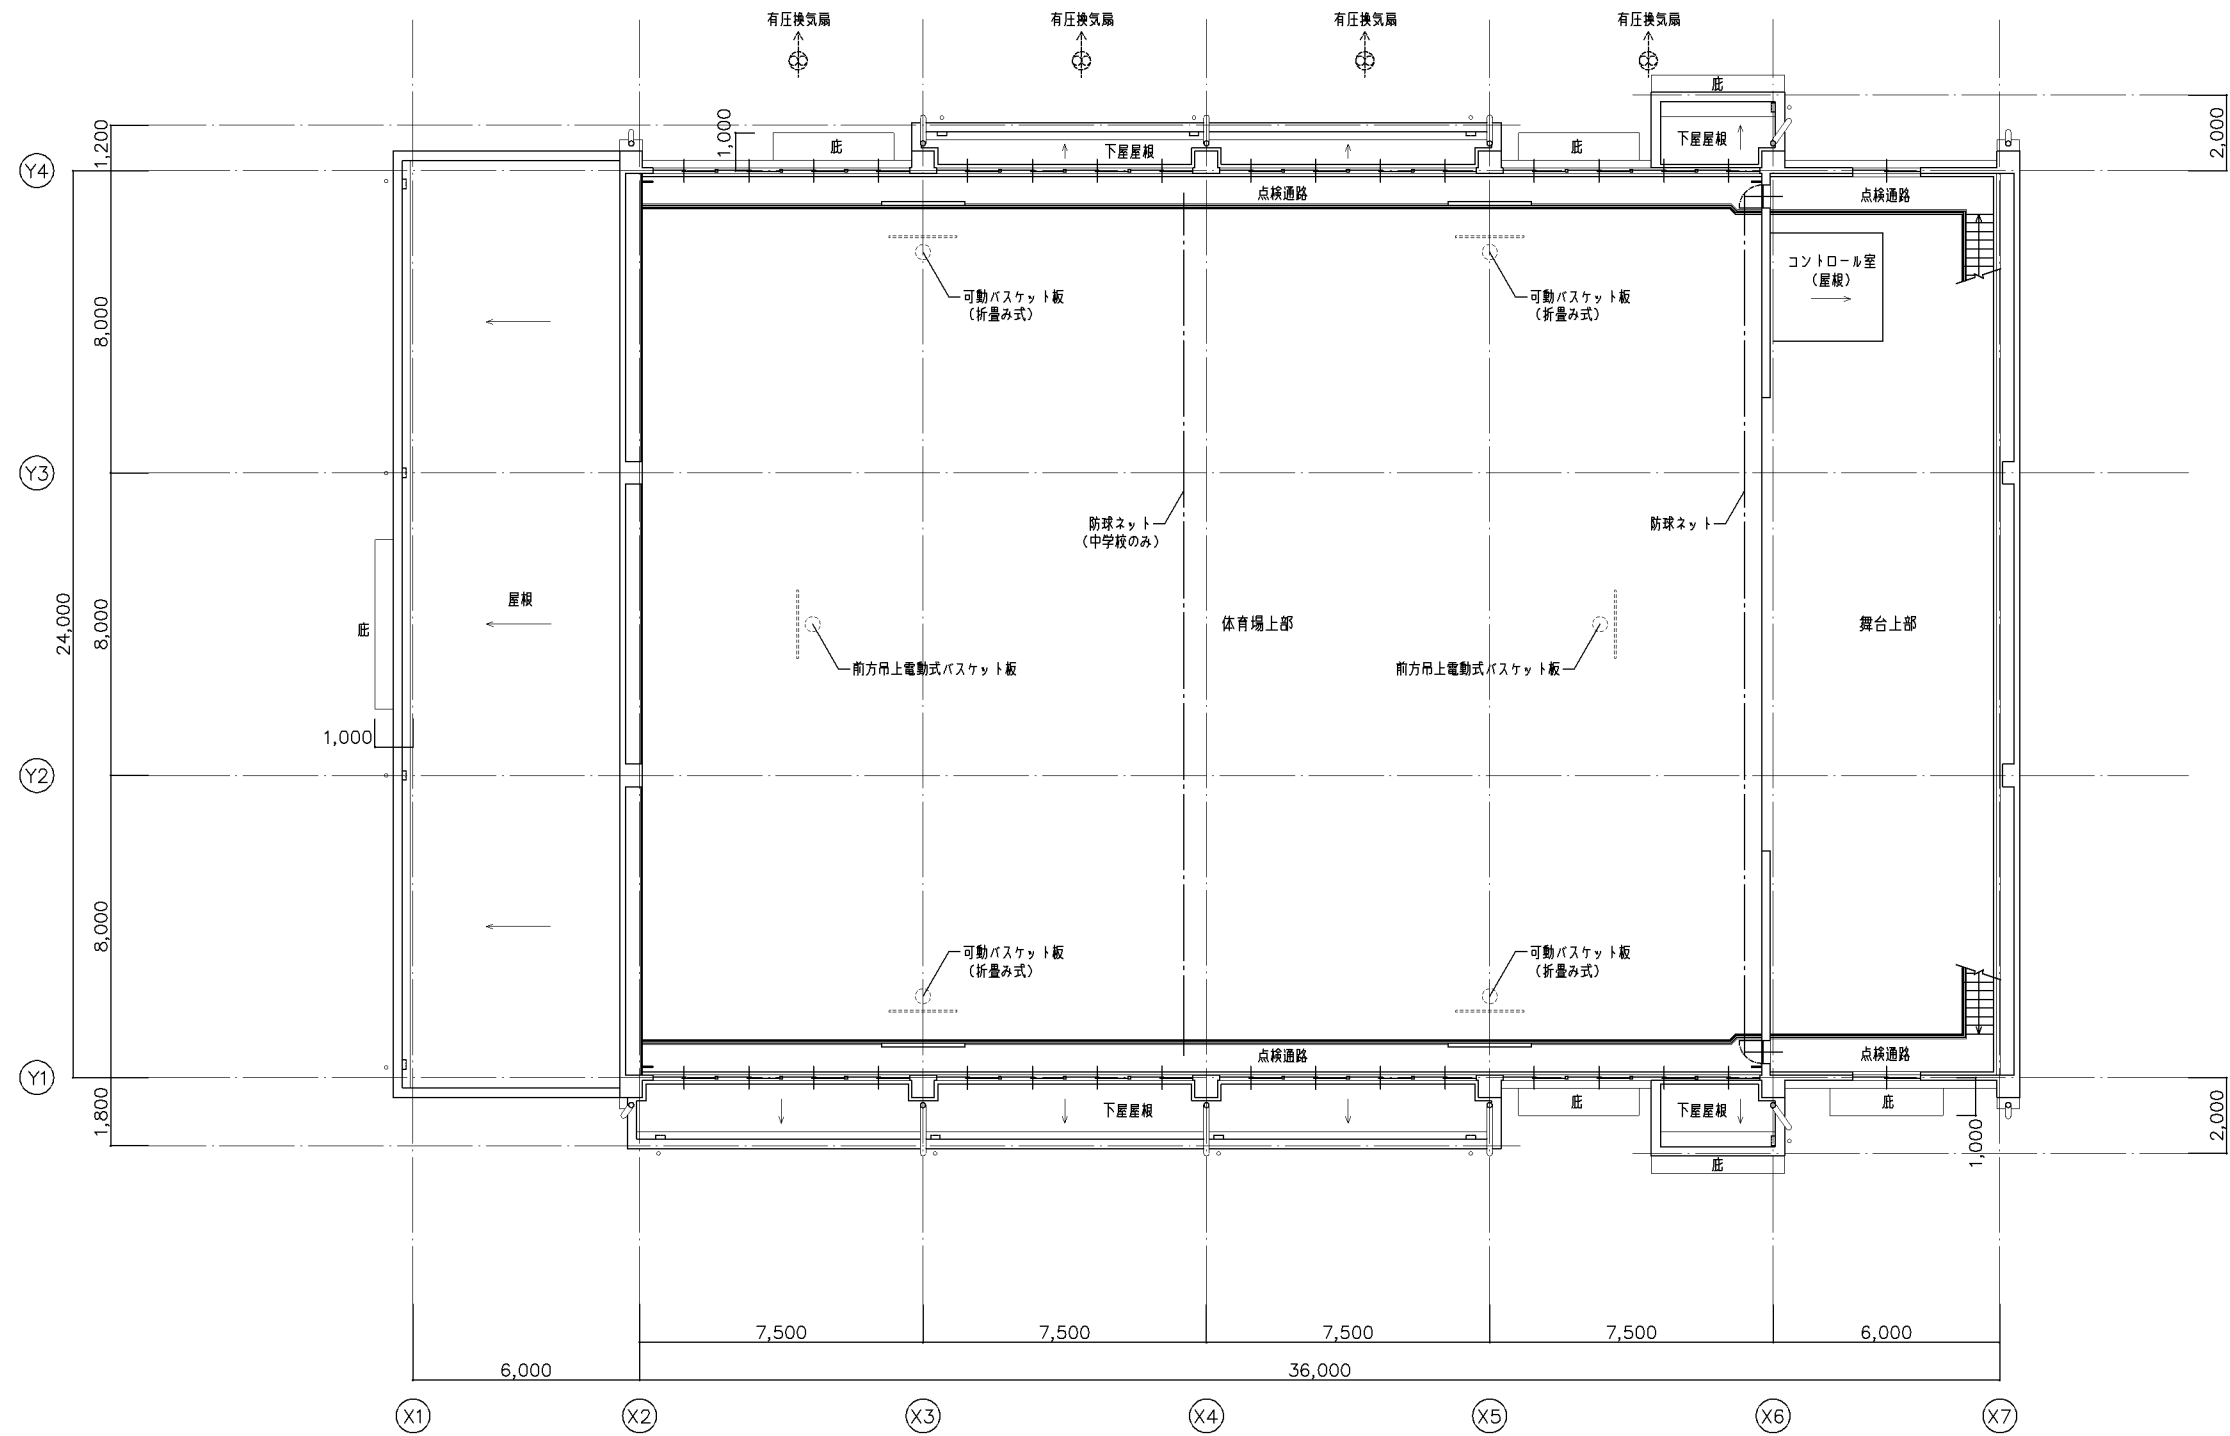 有圧換気扇
有圧換気扇
有圧換気扇
有圧換気扇
庇
1,200
1,000
2,000
庇
下屋屋根
庇
下屋屋根
Y4
点検通路
点検通路
コントロール室
(屋根)
可動バスケット板
(折畳み式)
可動バスケット板
(折畳み式)
8,000
Y3
防球ネット
(中学校のみ)
防球ネット
屋根
24,000
8,000
庇
体育場上部
舞台上部
前方吊上電動式バスケット板
前方吊上電動式バスケット板
1,000
Y2
8,000
可動バスケット板
(折畳み式)
可動バスケット板
(折畳み式)
点検通路
点検通路
Y1
1,800
下屋屋根
庇
下屋屋根
庇
1,000
2,000
庇
7,500
7,500
7,500
7,500
6,000
6,000
36,000
X1
X2
X3
X4
X5
X6
X7